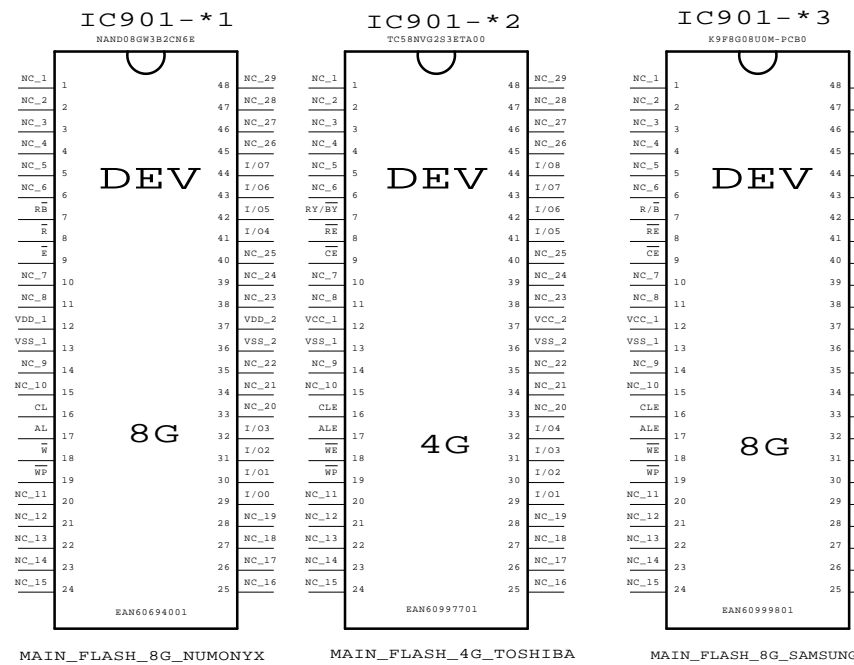 IC901-*1
NAND08GW3B2CN6E
NC_1 1 48 NC_29
NC_2 2 47 NC_28
NC_3 3 46 NC_27
NC_4 4 45 NC_26
NC_5 5 44 I/O7
NC_6 6 43 I/O6
RB 7 42 I/O5
R 8 41 I/O4
E 9 40 NC_25
NC_7 10 39 NC_24
NC_8 11 38 NC_23
VDD_1 12 37 VDD_2
VSS_1 13 36 VSS_2
NC_9 14 35 NC_22
NC_10 15 34 NC_21
CL 16 33 NC_20
AL 17 32 I/O3
W 18 31 I/O2
WP 19 30 I/O1
NC_11 20 29 I/O0
NC_12 21 28 NC_19
NC_13 22 27 NC_18
NC_14 23 26 NC_17
NC_15 24 25 NC_16
DEV
8G
EAN60694001
MAIN_FLASH_8G_NUMONYX
IC901-*2
TC58NVG2S3ETA00
NC_1 1 48 NC_29
NC_2 2 47 NC_28
NC_3 3 46 NC_27
NC_4 4 45 NC_26
NC_5 5 44 I/O8
NC_6 6 43 I/O7
RY/BY 7 42 I/O6
RE 8 41 I/O5
CE 9 40 NC_25
NC_7 10 39 NC_24
NC_8 11 38 NC_23
VCC_1 12 37 VCC_2
VSS_1 13 36 VSS_2
NC_9 14 35 NC_22
NC_10 15 34 NC_21
CLE 16 33 NC_20
ALE 17 32 I/O4
WE 18 31 I/O3
WP 19 30 I/O2
NC_11 20 29 I/O1
NC_12 21 28 NC_19
NC_13 22 27 NC_18
NC_14 23 26 NC_17
NC_15 24 25 NC_16
DEV
4G
EAN60997701
MAIN_FLASH_4G_TOSHIBA
IC901-*3
K9F8G08U0M-PCB0
NC_1 1 48
NC_2 2 47
NC_3 3 46
NC_4 4 45
NC_5 5 44
NC_6 6 43
R/B 7 42
RE 8 41
CE 9 40
NC_7 10 39
NC_8 11 38
VCC_1 12 37
VSS_1 13 36
NC_9 14 35
NC_10 15 34
CLE 16 33
ALE 17 32
WE 18 31
WP 19 30
NC_11 20 29
NC_12 21 28
NC_13 22 27
NC_14 23 26
NC_15 24 25
DEV
8G
EAN60999801
MAIN_FLASH_8G_SAMSUNG